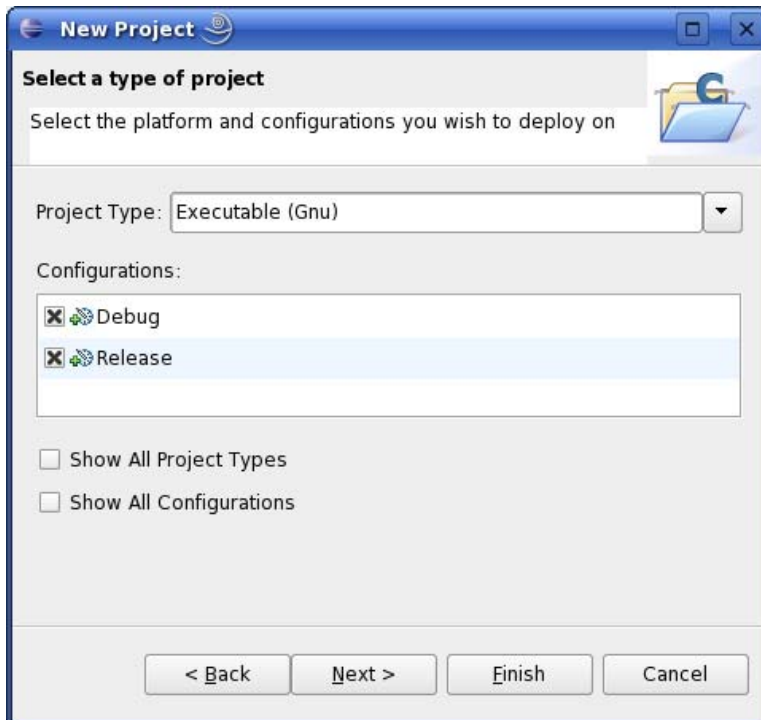 New Project
Select a type of project
Select the platform and configurations you wish to deploy on
C
Project Type: Executable (Gnu)
Configurations:
Debug
Release
Show All Project Types
Show All Configurations
< Back Next > Finish Cancel